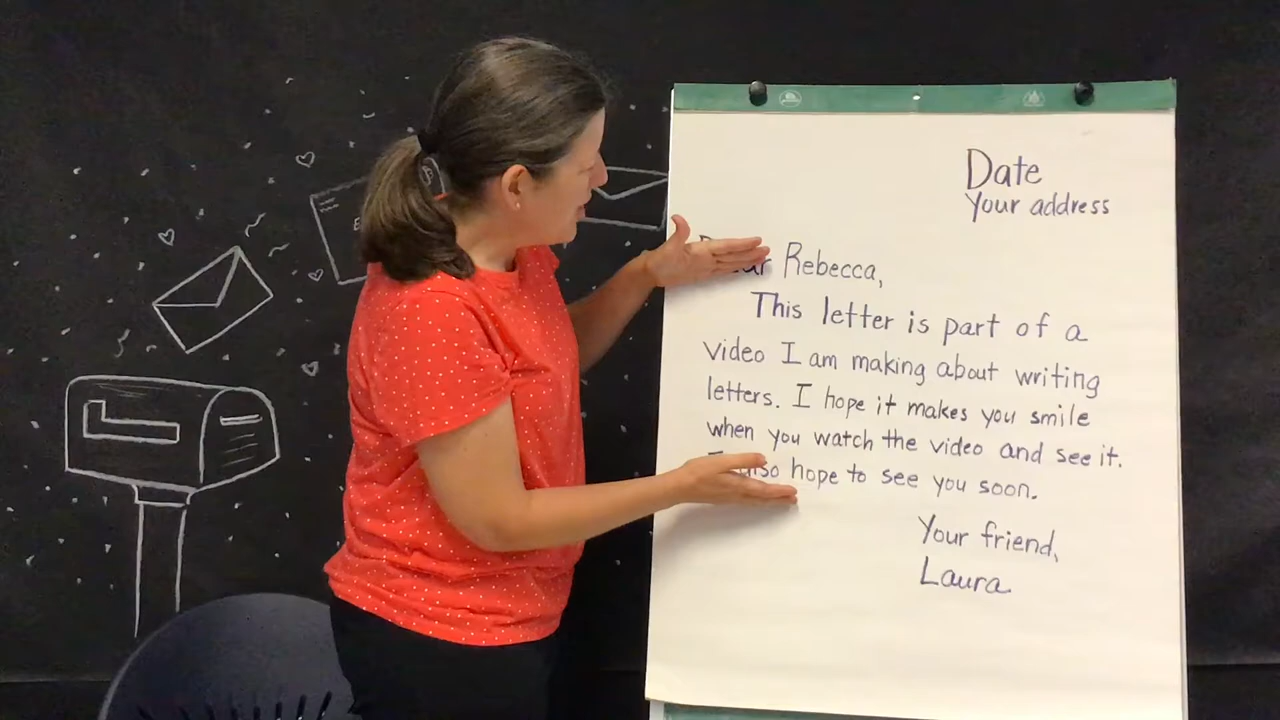 Date
Your address
Rebecca,
This letter is part of a
video I am making about writing
letters. I hope it makes you smile
when you watch the video and see it.
hope to see you soon.
Your friend,
Laura